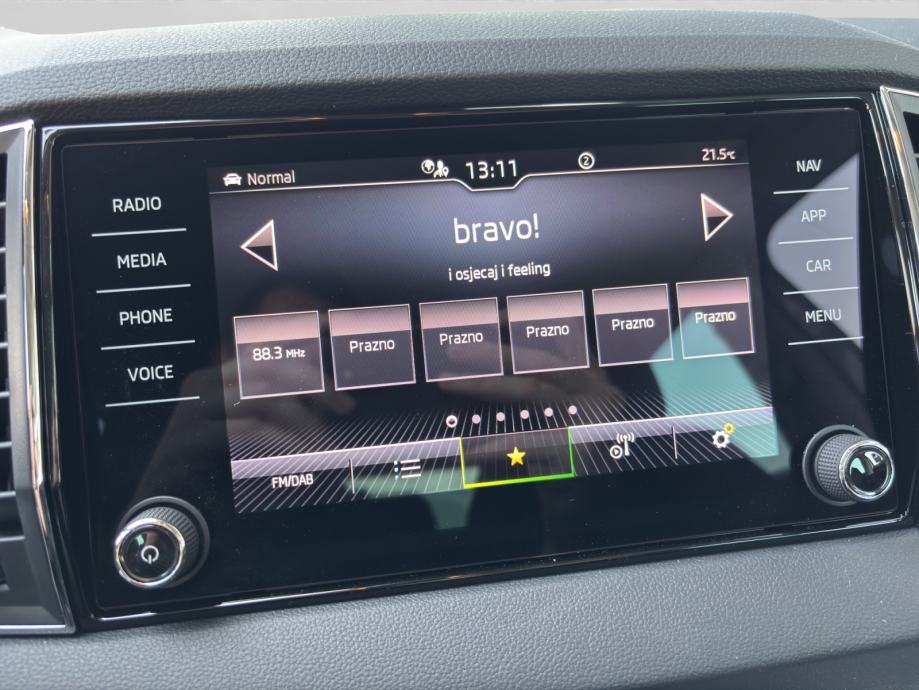 Normal
13:11
2
21.5°C
RADIO
MEDIA
PHONE
VOICE
NAV
APP
CAR
MENU
bravo!
i osjecaj i feeling
88.3 MHz
Prazno
Prazno
Prazno
Prazno
Prazno
FM/DAB